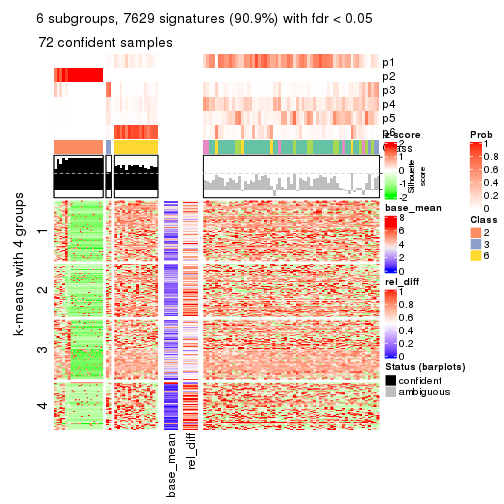 6 subgroups, 7629 signatures (90.9%) with fdr < 0.05
72 confident samples
p1
p2
p3
p4
p5
p6
Class
Silhouette
score
k-means with 4 groups
1
2
3
4
base_mean
rel_diff
z-score
2
1
0
-1
-2
base_mean
8
6
4
2
0
rel_diff
1
0.8
0.6
0.4
0.2
0
Status (barplots)
confident
ambiguous
Prob
1
0.8
0.6
0.4
0.2
0
Class
2
3
6